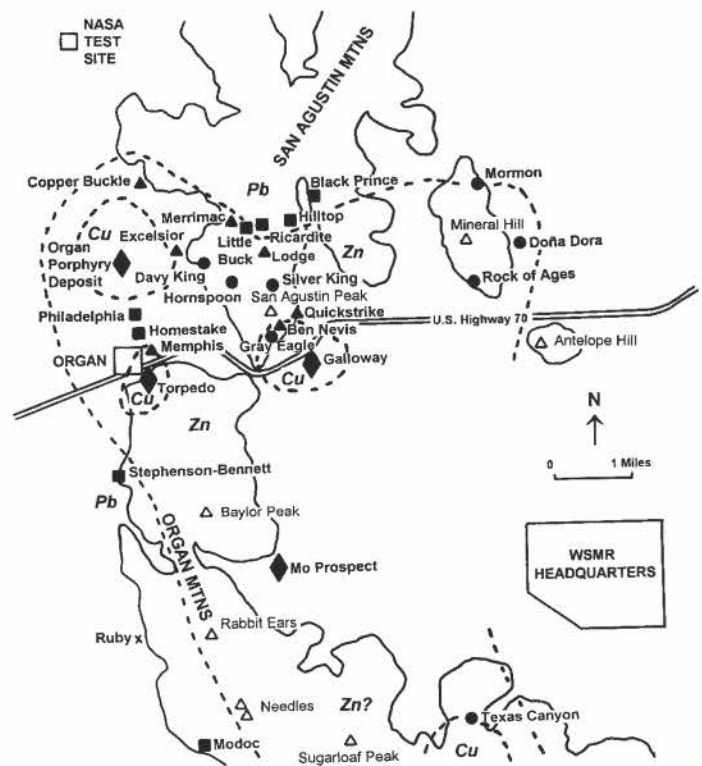 NASA
TEST
SITE
SAN AGUSTIN MTNS
Copper Buckle
Pb
Black Prince
Mormon
Cu
Merrimac
Hilltop
Mineral Hill
Organ
Porphyry
Deposit
Excelsior
Little
Buck
Ricardite
Lodge
Zn
Doña Dora
Davy King
Hornspoon
Silver King
Rock of Ages
San Agustin Peak
Philadelphia
Quickstrike
U.S. Highway 70
Homestake
Ben Nevis
ORGAN
Memphis
Gray Eagle
Galloway
Antelope Hill
Cu
Torpedo
Cu
Zn
N
Stephenson-Bennett
0 1 Miles
Pb
Baylor Peak
ORGAN MTNS
Mo Prospect
WSMR
HEADQUARTERS
Rabbit Ears
Ruby x
Needles
Zn?
Texas Canyon
Modoc
Sugarloaf Peak
Cu